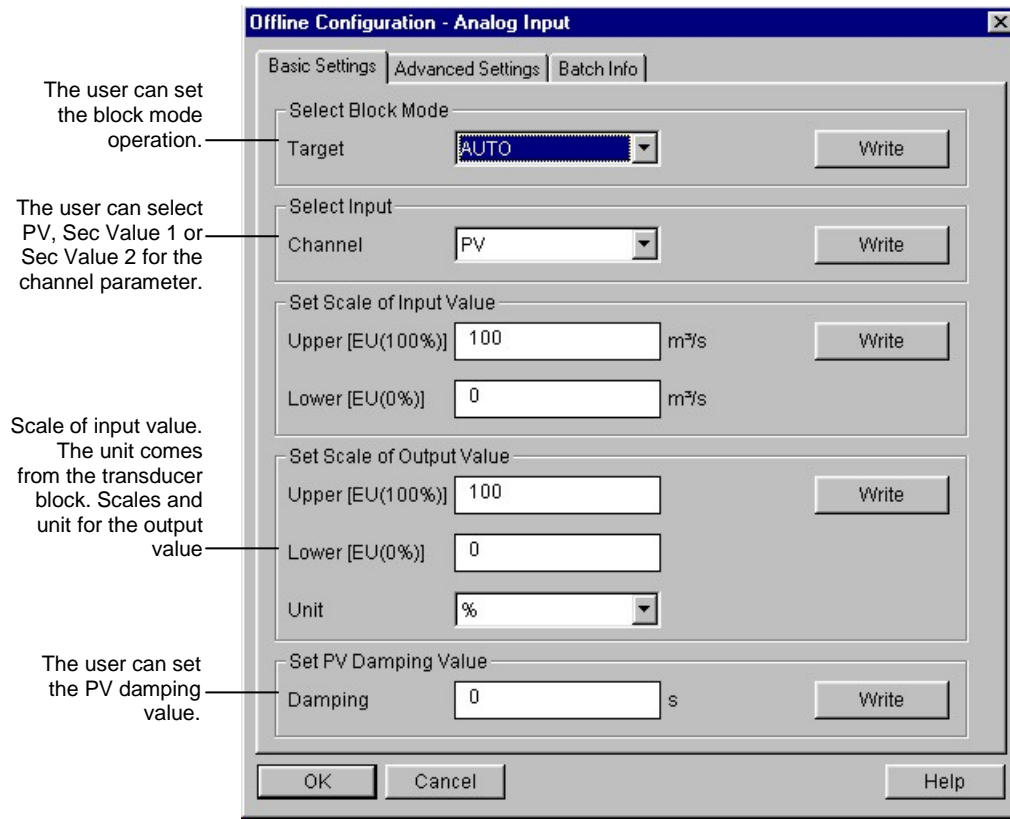 Offline Configuration - Analog Input
Basic Settings
Advanced Settings
Batch Info
The user can set
the block mode
operation.
Select Block Mode
Target
AUTO
Write
The user can select
PV, Sec Value 1 or
Sec Value 2 for the
channel parameter.
Select Input
Channel
PV
Write
Set Scale of Input Value
Upper [EU(100%)]
100
m³/s
Write
Lower [EU(0%)]
0
m³/s
Scale of input value.
The unit comes
from the transducer
block. Scales and
unit for the output
value
Set Scale of Output Value
Upper [EU(100%)]
100
Write
Lower [EU(0%)]
0
Unit
%
The user can set
the PV damping
value.
Set PV Damping Value
Damping
0
s
Write
OK
Cancel
Help